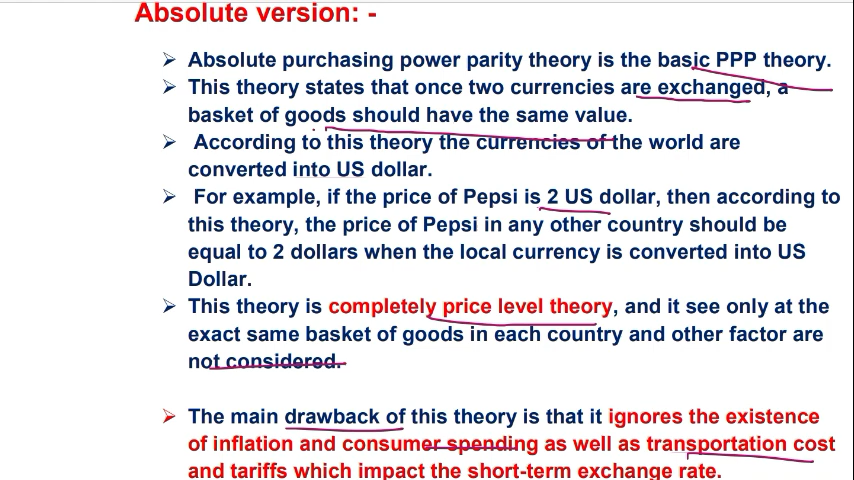 Absolute version: -
➢ Absolute purchasing power parity theory is the basic PPP theory.
➢ This theory states that once two currencies are exchanged, a
basket of goods should have the same value.
➢ According to this theory the currencies of the world are
converted into US dollar.
➢ For example, if the price of Pepsi is 2 US dollar, then according to
this theory, the price of Pepsi in any other country should be
equal to 2 dollars when the local currency is converted into US
Dollar.
➢ This theory is completely price level theory, and it see only at the
exact same basket of goods in each country and other factor are
not considered.
➢ The main drawback of this theory is that it ignores the existence
of inflation and consumer spending as well as transportation cost
and tariffs which impact the short-term exchange rate.